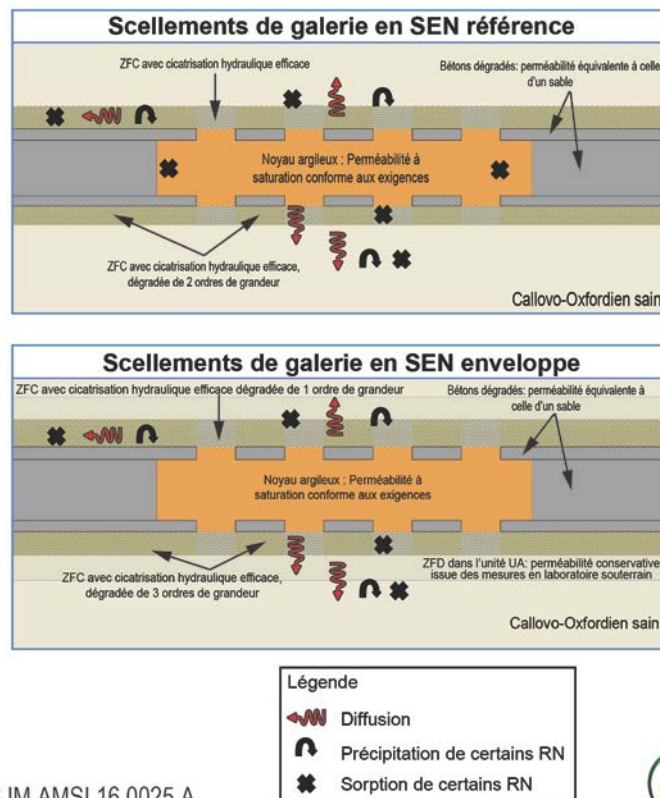 Scellements de galerie en SEN référence
ZFC avec cicatrisation hydraulique efficace
Bétons dégradés: perméabilité équivalente à celle
d'un sable
Noyau argileux : Perméabilité à
saturation conforme aux exigences
ZFC avec cicatrisation hydraulique efficace,
dégradée de 2 ordres de grandeur
Callovo-Oxfordien sain
Scellements de galerie en SEN enveloppe
ZFC avec cicatrisation hydraulique efficace dégradée de 1 ordre de grandeur
Bétons dégradés: perméabilité équivalente à
celle d'un sable
Noyau argileux : Perméabilité à
saturation conforme aux exigences
ZFC avec cicatrisation hydraulique efficace,
dégradée de 3 ordres de grandeur
ZFD dans l'unité UA: perméabilité conservative
issue des mesures en laboratoire souterrain
Callovo-Oxfordien sain
Légende
Diffusion
Précipitation de certains RN
Sorption de certains RN
IM AMSI 16 0025 A